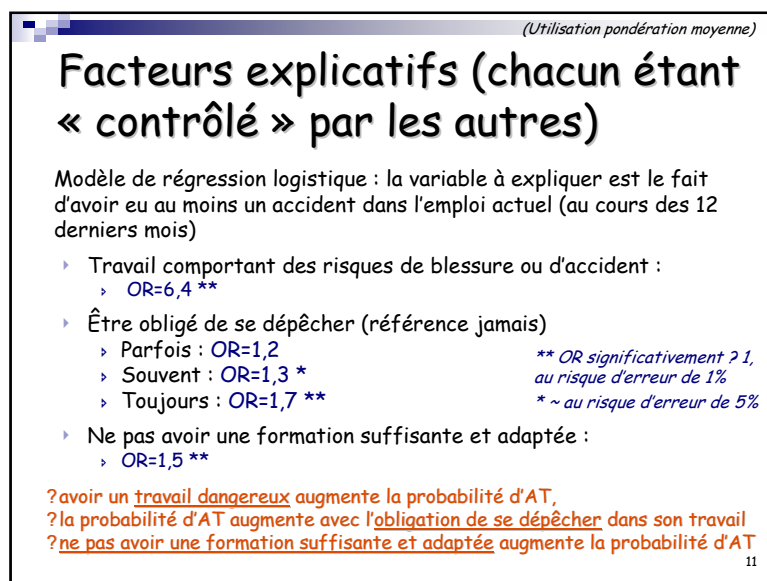 (Utilisation pondération moyenne)
Facteurs explicatifs (chacun étant
« contrôlé » par les autres)
Modèle de régression logistique : la variable à expliquer est le fait
d'avoir eu au moins un accident dans l'emploi actuel (au cours des 12
derniers mois)
Travail comportant des risques de blessure ou d'accident :
OR=6,4 **
Être obligé de se dépêcher (référence jamais)
Parfois : OR=1,2
Souvent : OR=1,3 *
Toujours : OR=1,7 **
** OR significativement ? 1,
au risque d'erreur de 1%
* ~ au risque d'erreur de 5%
Ne pas avoir une formation suffisante et adaptée :
OR=1,5 **
?avoir un travail dangereux augmente la probabilité d'AT,
?la probabilité d'AT augmente avec l'obligation de se dépêcher dans son travail
?ne pas avoir une formation suffisante et adaptée augmente la probabilité d'AT
11